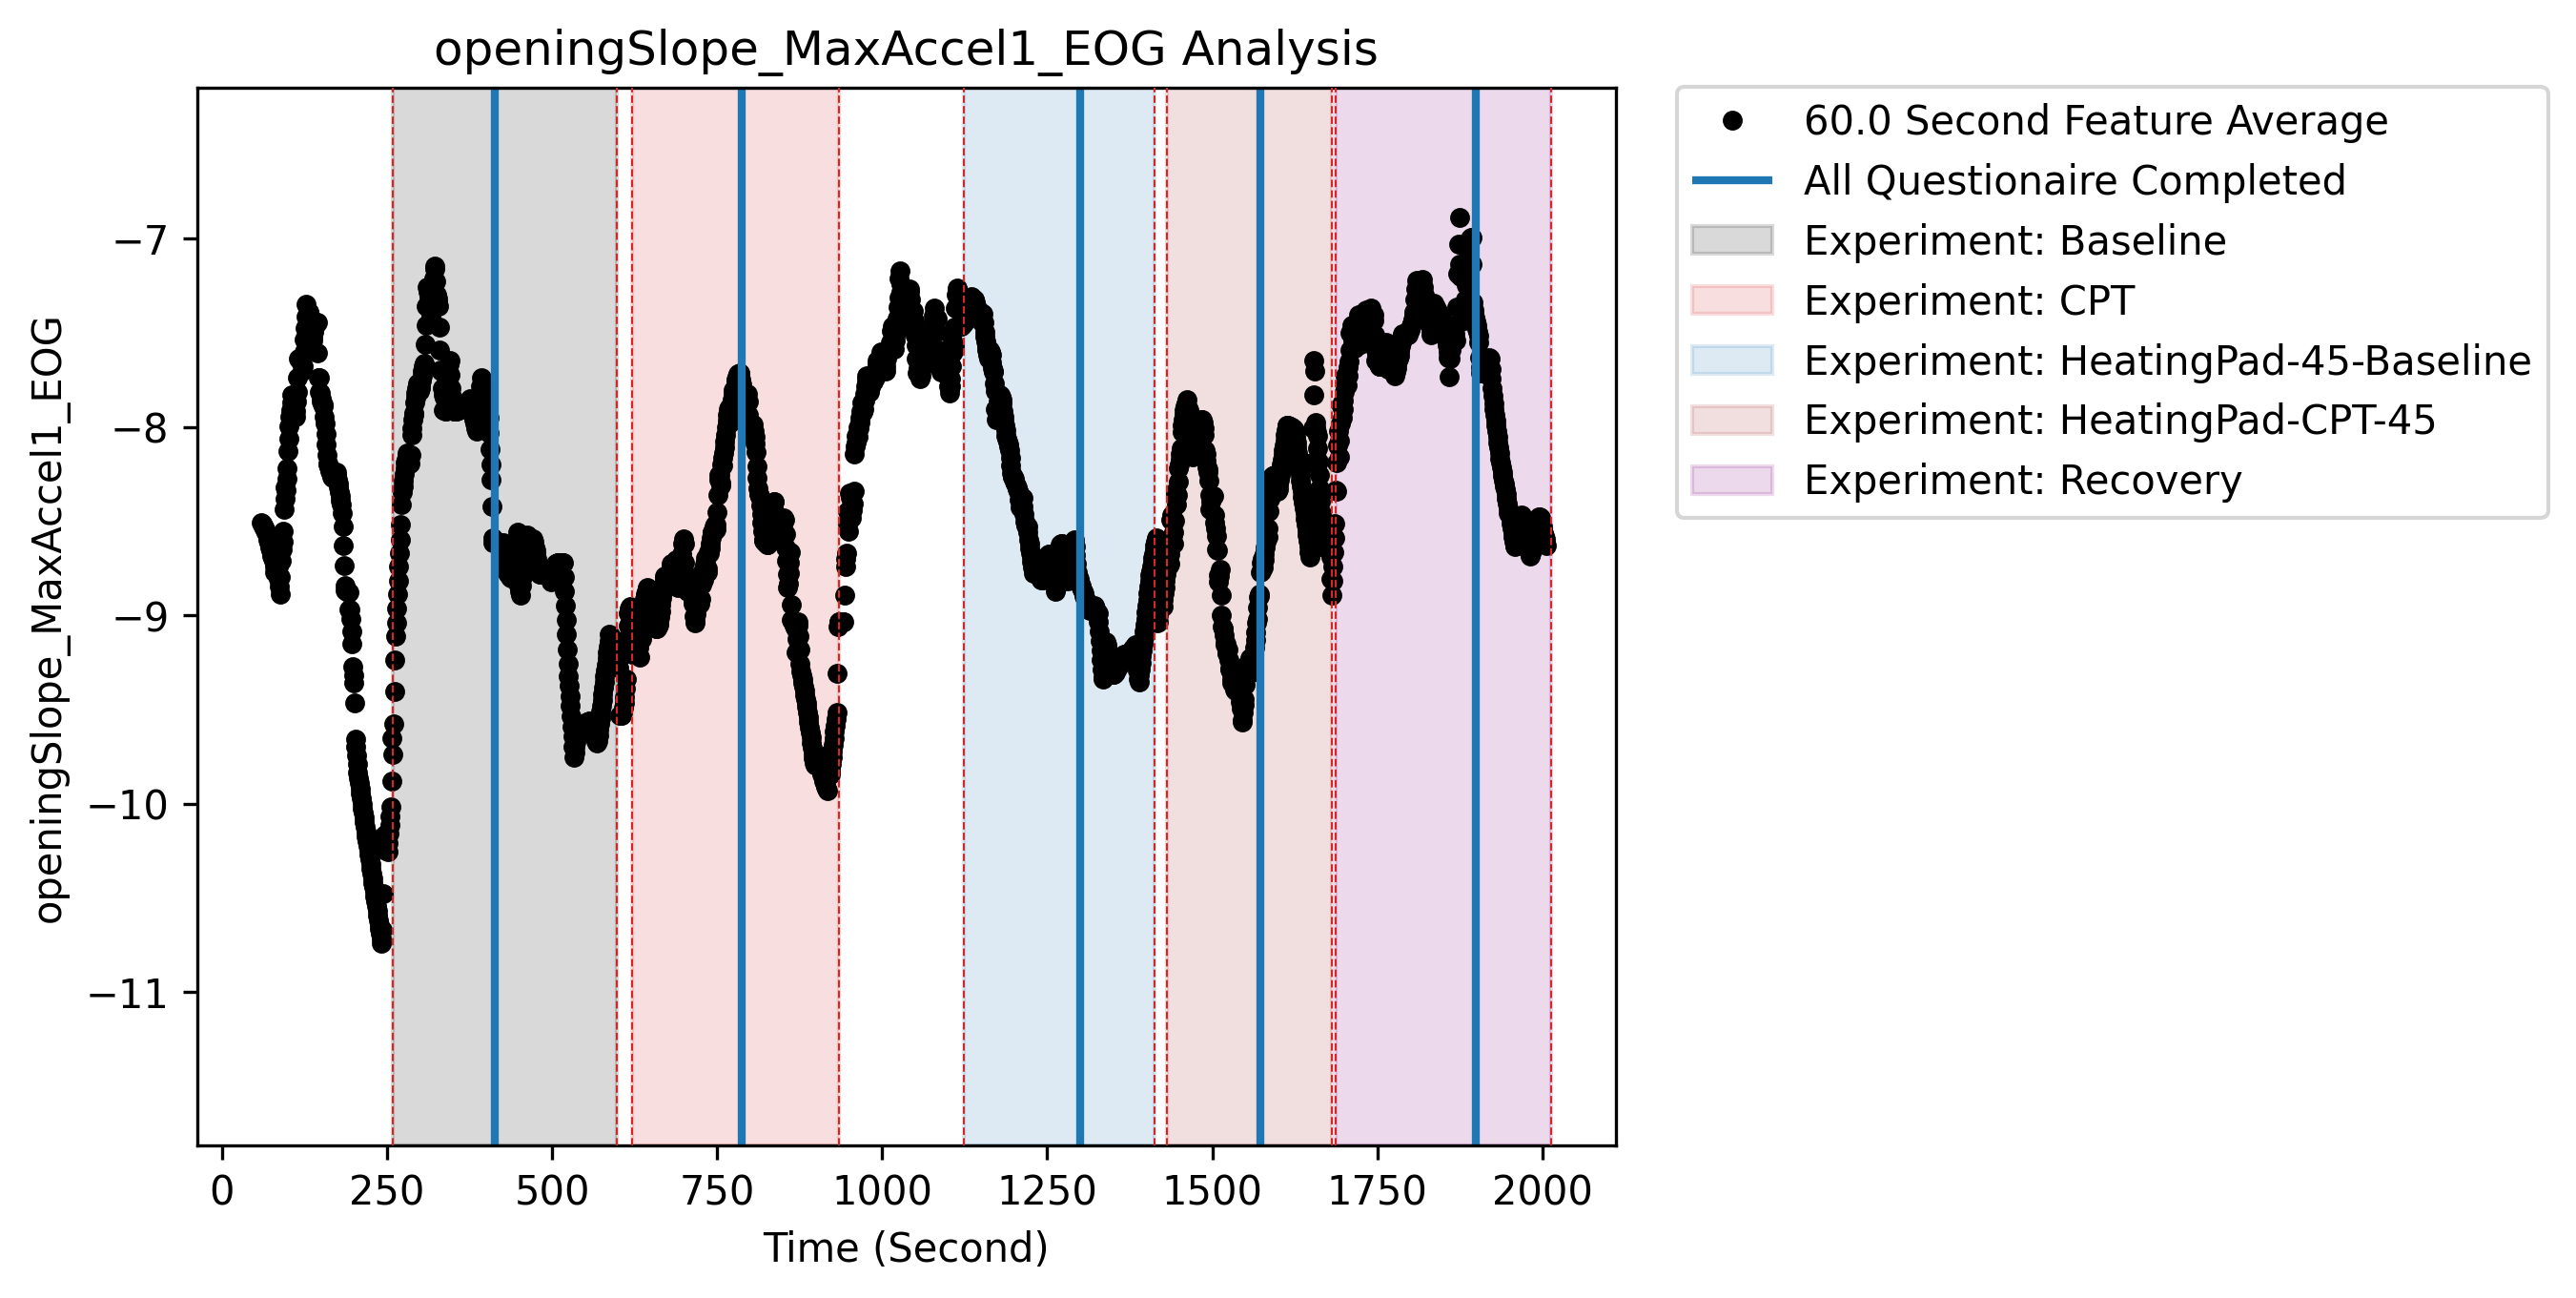 openingSlope_MaxAccel1_EOG Analysis
openingSlope_MaxAccel1_EOG
−7
−8
−9
−10
−11
0 250 500 750 1000 1250 1500 1750 2000
Time (Second)
60.0 Second Feature Average
All Questionaire Completed
Experiment: Baseline
Experiment: CPT
Experiment: HeatingPad-45-Baseline
Experiment: HeatingPad-CPT-45
Experiment: Recovery